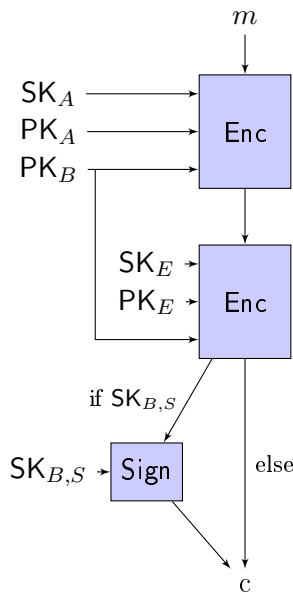 m
SK_A
PK_A
Enc
PK_B
SK_E
PK_E
Enc
if SK_{B,S}
else
SK_{B,S}
Sign
c